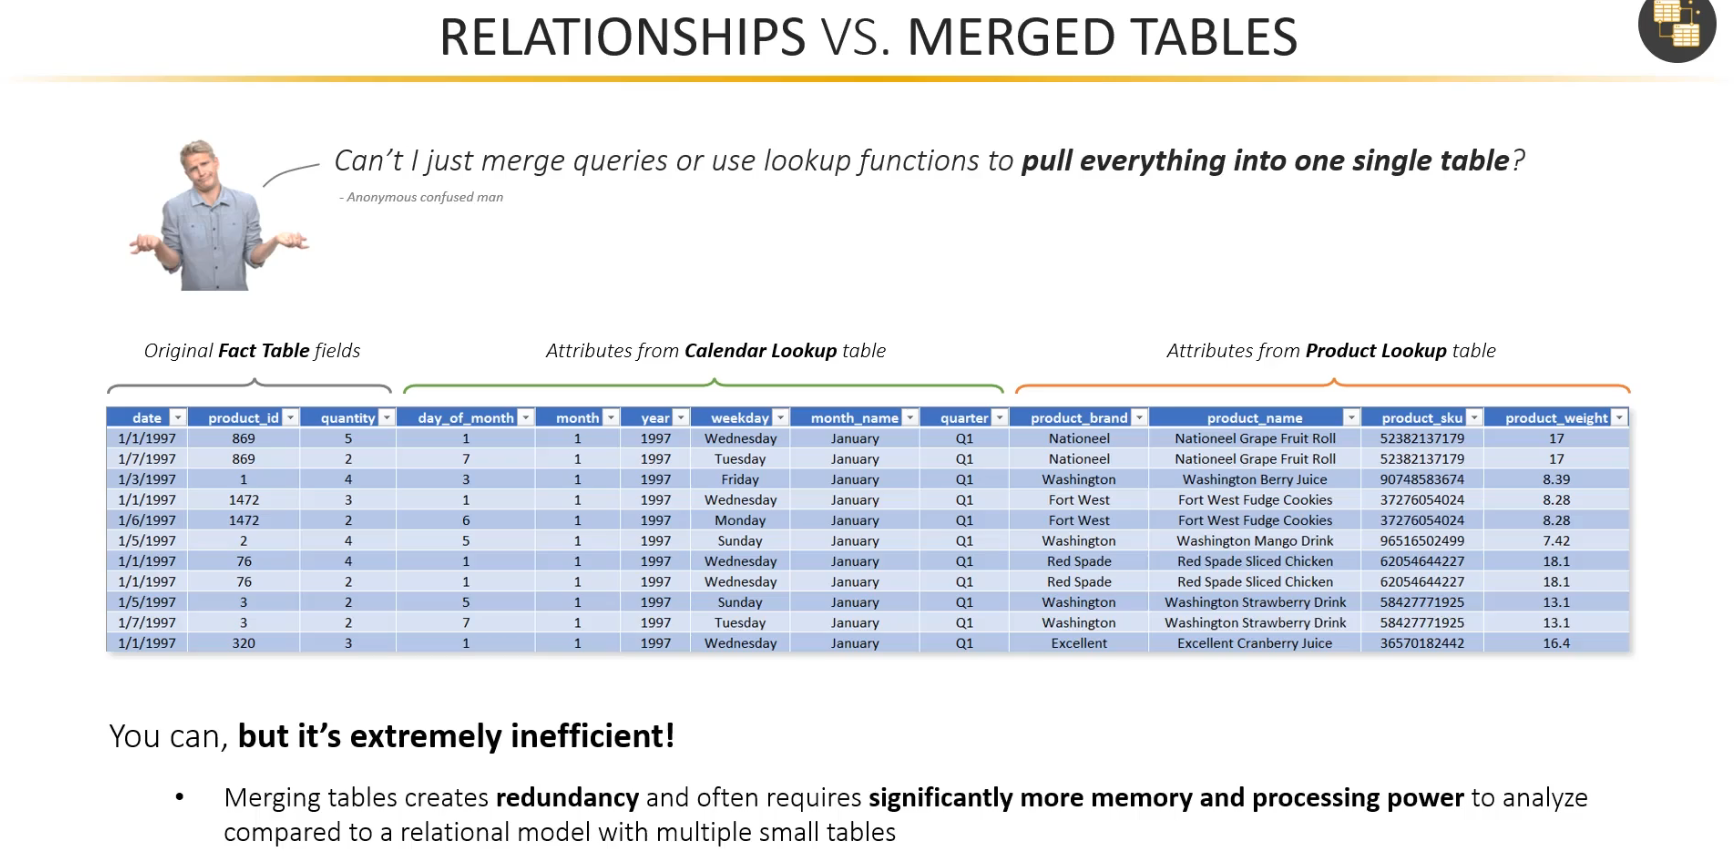 RELATIONSHIPS VS. MERGED TABLES
Can't I just merge queries or use lookup functions to pull everything into one single table?
- Anonymous confused man
Original Fact Table fields
Attributes from Calendar Lookup table
Attributes from Product Lookup table
date product_id quantity day_of_month month year weekday month_name quarter product_brand product_name product_sku product_weight
1/1/1997 869 5 1 1 1997 Wednesday January Q1 Nationeel Nationeel Grape Fruit Roll 52382137179 17
1/7/1997 869 2 7 1 1997 Tuesday January Q1 Nationeel Nationeel Grape Fruit Roll 52382137179 17
1/3/1997 1 4 3 1 1997 Friday January Q1 Washington Washington Berry Juice 90748583674 8.39
1/1/1997 1472 3 1 1 1997 Wednesday January Q1 Fort West Fort West Fudge Cookies 37276054024 8.28
1/6/1997 1472 2 6 1 1997 Monday January Q1 Fort West Fort West Fudge Cookies 37276054024 8.28
1/5/1997 2 4 5 1 1997 Sunday January Q1 Washington Washington Mango Drink 96516502499 7.42
1/1/1997 76 4 1 1 1997 Wednesday January Q1 Red Spade Red Spade Sliced Chicken 62054644227 18.1
1/1/1997 76 2 1 1 1997 Wednesday January Q1 Red Spade Red Spade Sliced Chicken 62054644227 18.1
1/5/1997 3 2 5 1 1997 Sunday January Q1 Washington Washington Strawberry Drink 58427771925 13.1
1/7/1997 3 2 7 1 1997 Tuesday January Q1 Washington Washington Strawberry Drink 58427771925 13.1
1/1/1997 320 3 1 1 1997 Wednesday January Q1 Excellent Excellent Cranberry Juice 36570182442 16.4
You can, but it's extremely inefficient!
• Merging tables creates redundancy and often requires significantly more memory and processing power to analyze
compared to a relational model with multiple small tables